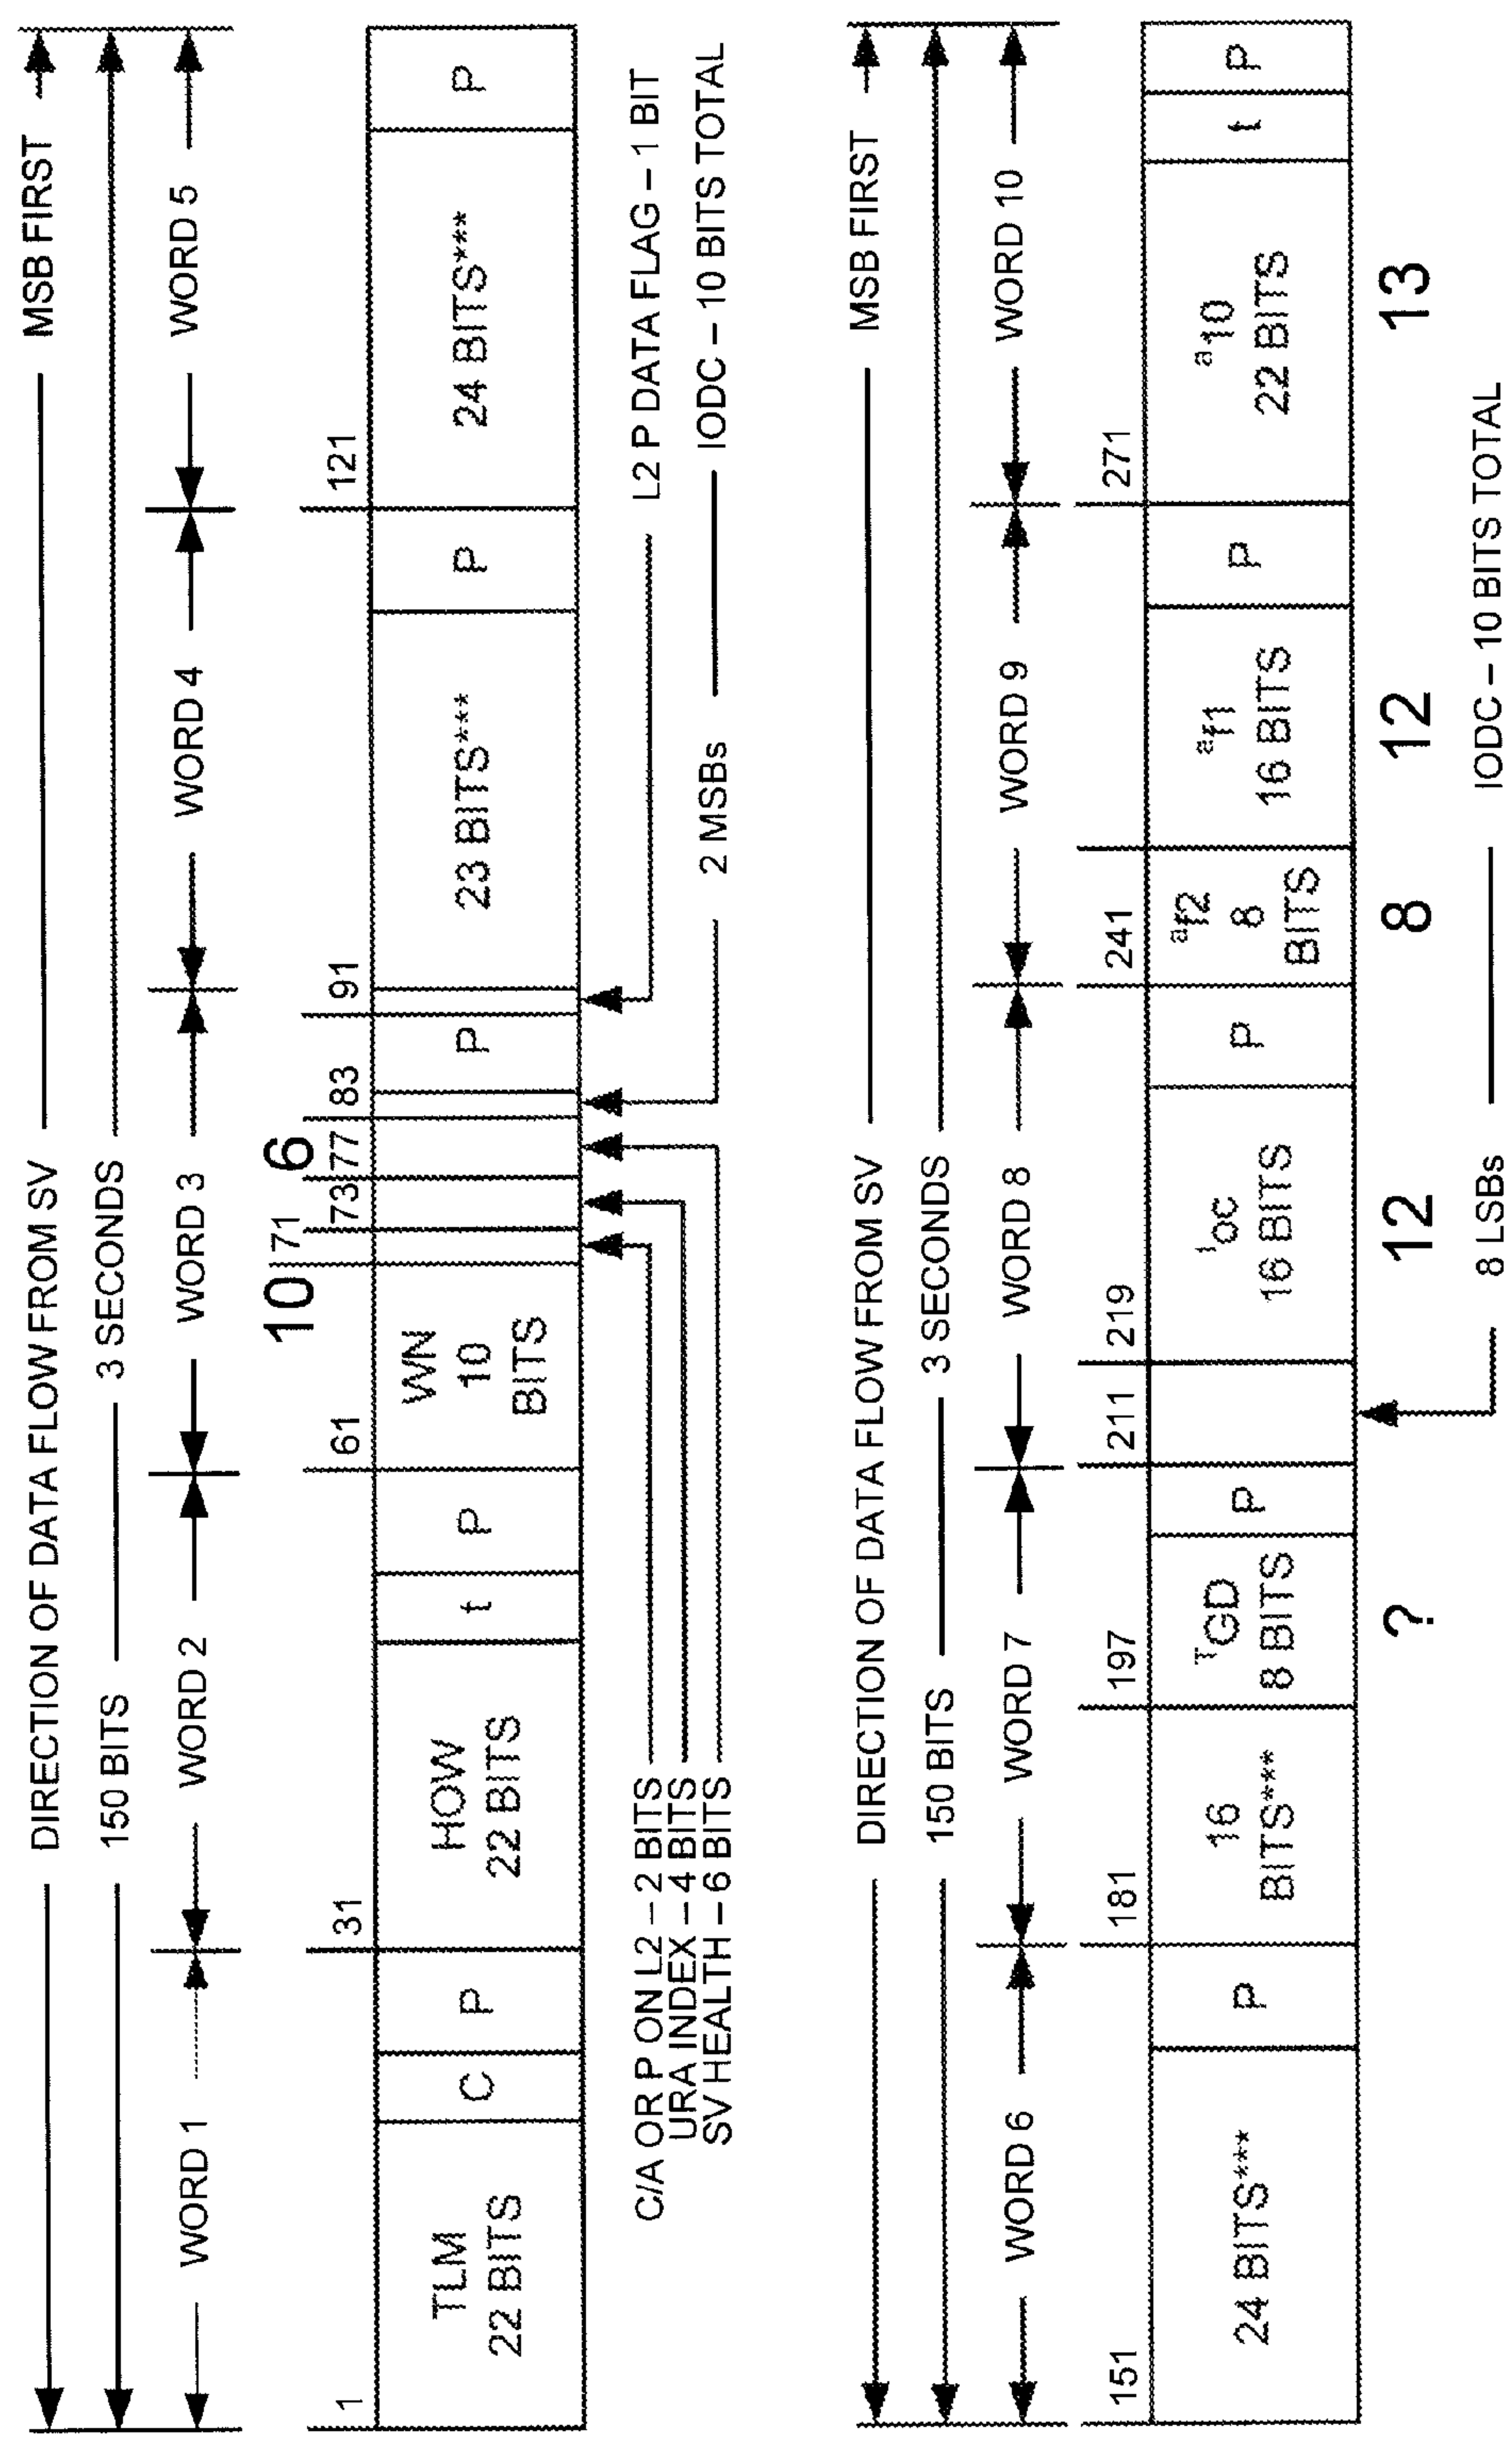 DIRECTION OF DATA FLOW FROM SV MSB FIRST
150 BITS 3 SECONDS
WORD 1 WORD 2 WORD 3 WORD 4 WORD 5
10 6
1 31 61 71 73 77 83 91 121
TLM
22 BITS
C
P
HOW
22 BITS
t
P
WN
10
BITS
P
23 BITS***
P
24 BITS***
P
C/A OR P ON L2 – 2 BITS
URA INDEX – 4 BITS
SV HEALTH – 6 BITS
L2 P DATA FLAG – 1 BIT
2 MSBs IODC – 10 BITS TOTAL
DIRECTION OF DATA FLOW FROM SV MSB FIRST
150 BITS 3 SECONDS
WORD 6 WORD 7 WORD 8 WORD 9 WORD 10
151 181 197 211 219 241 271
24 BITS***
P
16
BITS***
TGD
8 BITS
P
toc
16 BITS
P
af2
8
BITS
af1
16 BITS
P
a10
22 BITS
t
P
? 12 8 12 13
8 LSBs IODC – 10 BITS TOTAL